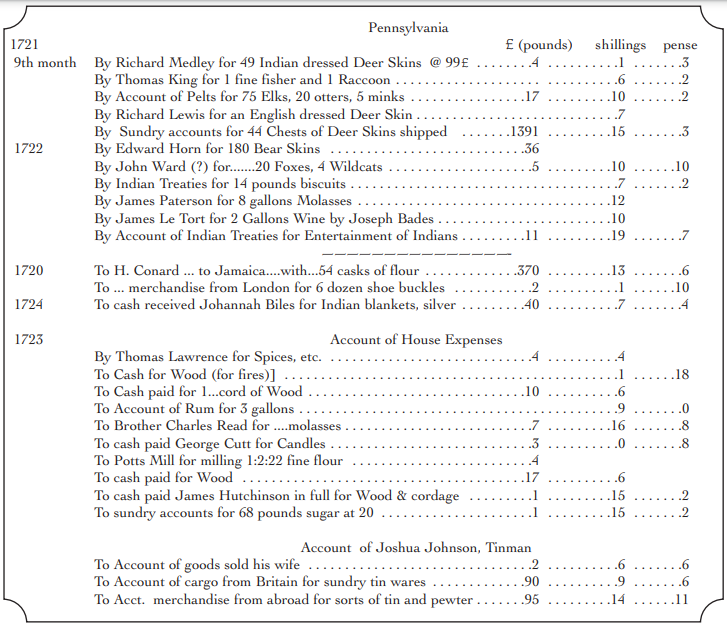 Pennsylvania
1721 £ (pounds) shillings pense
9th month By Richard Medley for 49 Indian dressed Deer Skins @ 99£ ........4 ..........1 .......3
By Thomas King for 1 fine fisher and 1 Raccoon ..............................6 .......2
By Account of Pelts for 75 Elks, 20 otters, 5 minks ................17 .........10 .......2
By Richard Lewis for an English dressed Deer Skin ...........................7
By Sundry accounts for 44 Chests of Deer Skins shipped .......1391 .........15 .......3
1722 By Edward Horn for 180 Bear Skins ...........................36
By John Ward (?) for.......20 Foxes, 4 Wildcats ...................5 .........10 ......10
By Indian Treaties for 14 pounds biscuits ....................................7 .......2
By James Paterson for 8 gallons Molasses ..................................12
By James Le Tort for 2 Gallons Wine by Joseph Bades ........................10
By Account of Indian Treaties for Entertainment of Indians .........11 .........19 .......7
1720 To H. Conard ... to Jamaica....with...54 casks of flour ............370 .........13 .......6
To ... merchandise from London for 6 dozen shoe buckles ..........2 ..........1 ......10
1724 To cash received Johannah Biles for Indian blankets, silver .........40 ..........7 .......4
1723 Account of House Expenses
By Thomas Lawrence for Spices, etc. ...........................4 ..........4
To Cash for Wood (for fires)] .............................................1 ......18
To Cash paid for 1...cord of Wood .............................10 ..........6
To Account of Rum for 3 gallons ...........................................9 .......0
To Brother Charles Read for ....molasses .........................7 .........16 .......8
To cash paid George Cutt for Candles ...........................3 ..........0 .......8
To Potts Mill for milling 1:2:22 fine flour .........................4
To cash paid for Wood ......................................17 ..........6
To cash paid James Hutchinson in full for Wood & cordage .........1 .........15 .......2
To sundry accounts for 68 pounds sugar at 20 ....................1 .........15 .......2
Account of Joshua Johnson, Tinman
To Account of goods sold his wife ..............................2 ..........6 .......6
To Account of cargo from Britain for sundry tin wares ............90 ..........9 .......6
To Acct. merchandise from abroad for sorts of tin and pewter .......95 .........14 ......11